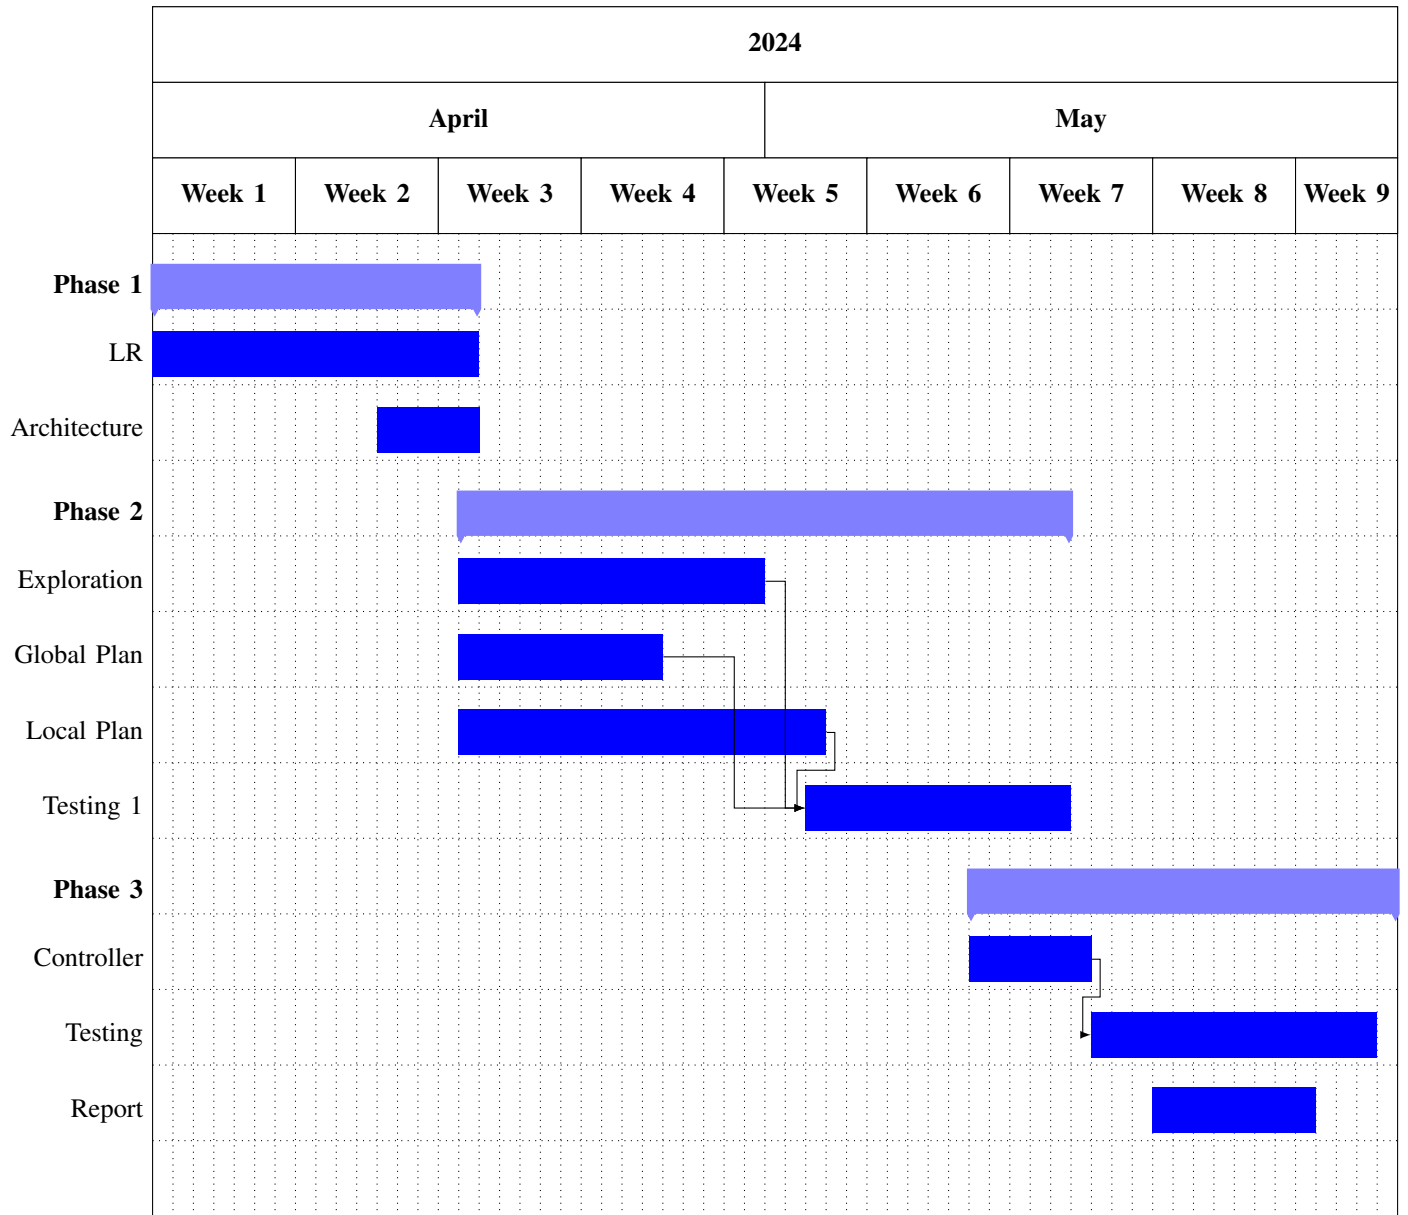 2024
April May
Week 1 Week 2 Week 3 Week 4 Week 5 Week 6 Week 7 Week 8 Week 9
Phase 1
LR
Architecture
Phase 2
Exploration
Global Plan
Local Plan
Testing 1
Phase 3
Controller
Testing
Report